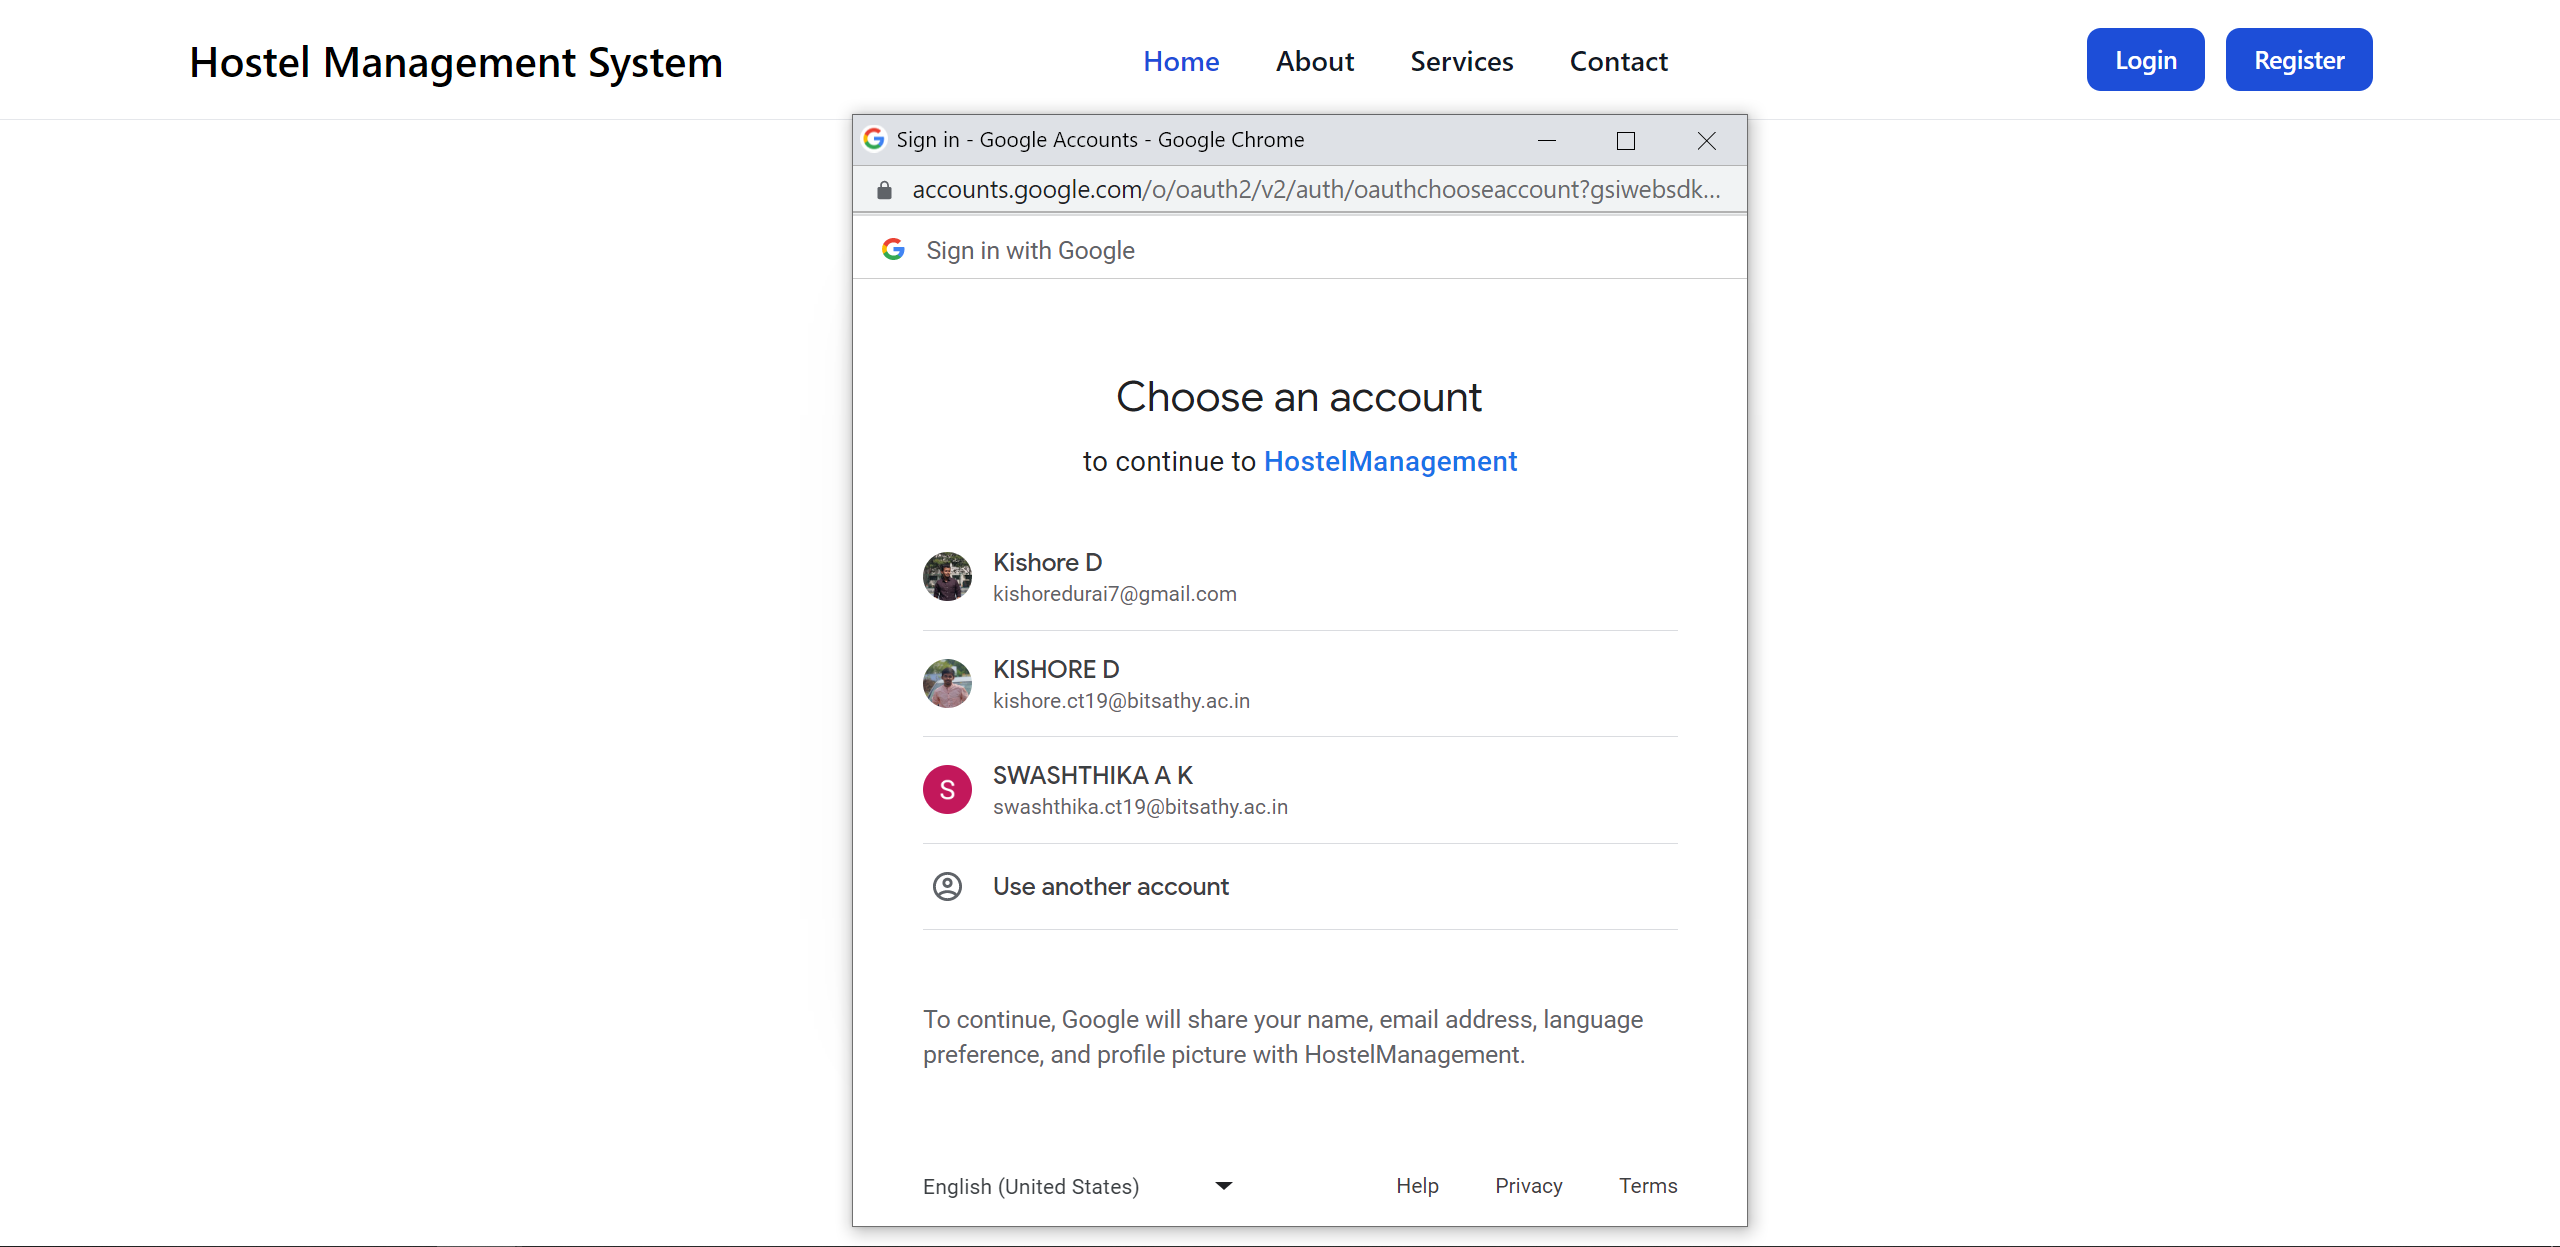 Hostel Management System
Home About Services Contact
Login Register
Sign in - Google Accounts - Google Chrome
accounts.google.com/o/oauth2/v2/auth/oauthchooseaccount?gsiwebsdk...
Sign in with Google
Choose an account
to continue to HostelManagement
Kishore D
kishoredurai7@gmail.com
KISHORE D
kishore.ct19@bitsathy.ac.in
S
SWASHTHIKA A K
swashthika.ct19@bitsathy.ac.in
Use another account
To continue, Google will share your name, email address, language
preference, and profile picture with HostelManagement.
English (United States) Help Privacy Terms